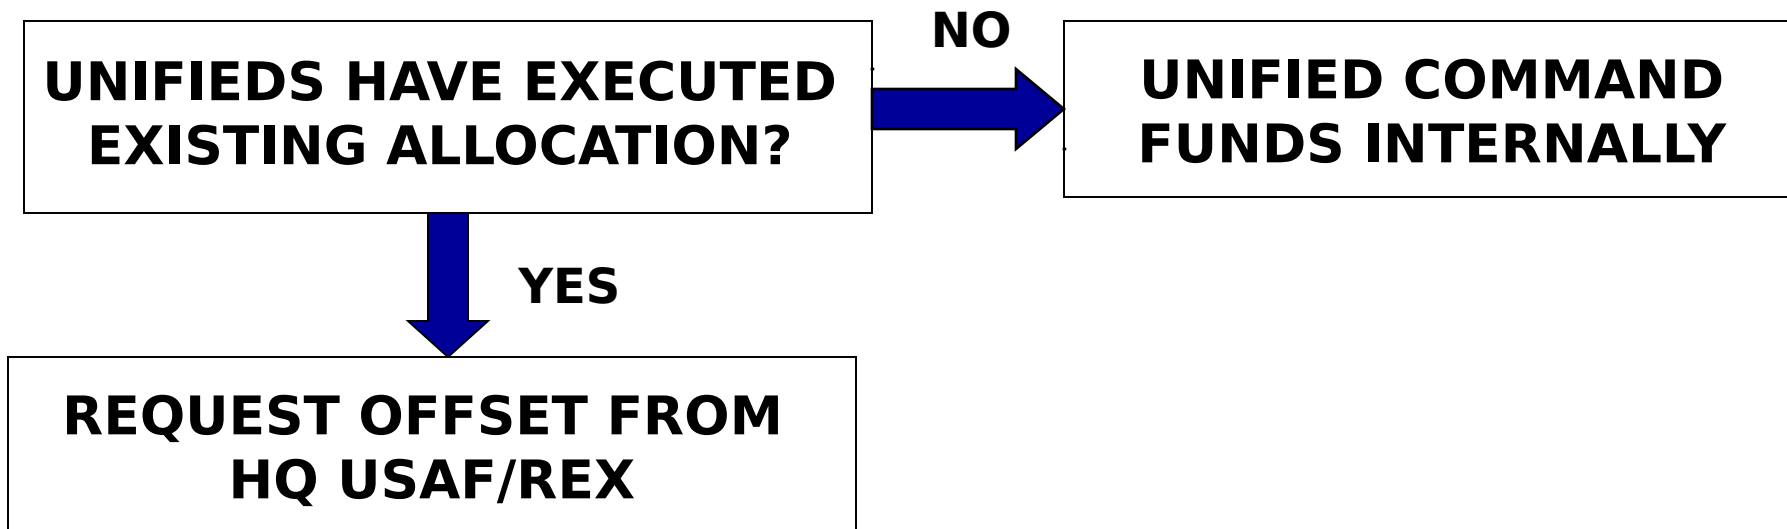 UNIFIEDS HAVE EXECUTED
EXISTING ALLOCATION?
NO
UNIFIED COMMAND
FUNDS INTERNALLY
YES
REQUEST OFFSET FROM
HQ USAF/REX